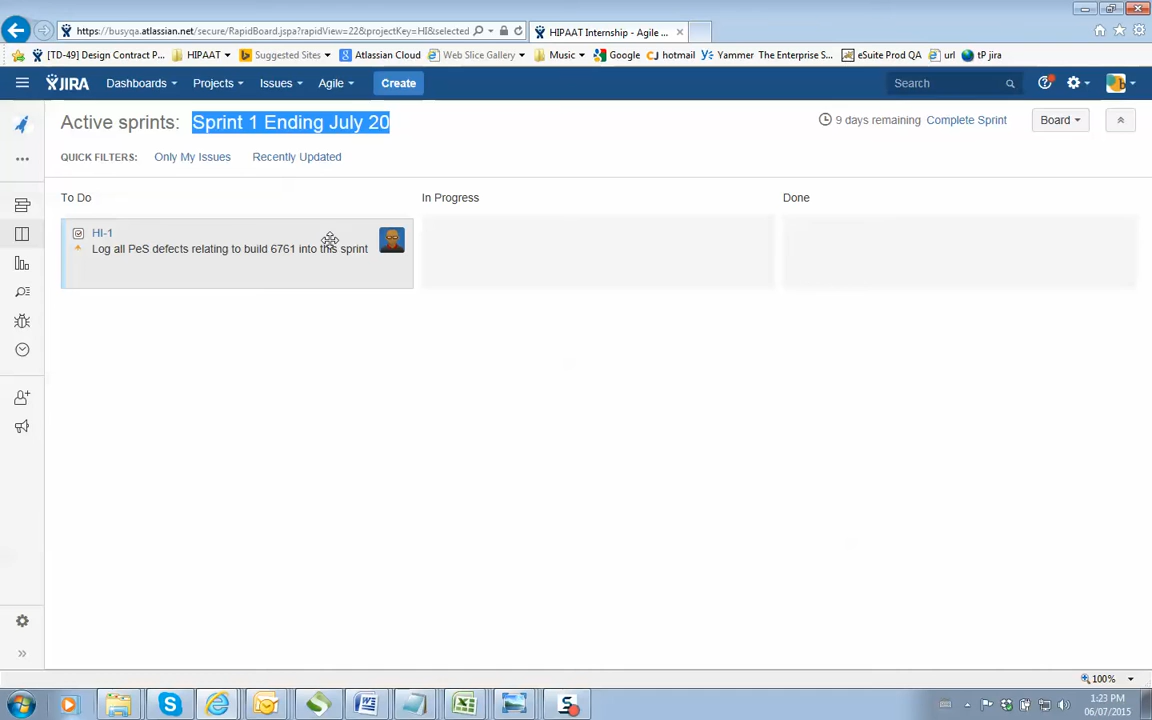 https://busyqa.atlassian.net/secure/RapidBoard.jspa?rapidView=22&projectKey=HI&selected
HIPAAT Internship - Agile ...
[TD-49] Design Contract P... HIPAAT Suggested Sites Atlassian Cloud Web Slice Gallery Music Google hotmail Yammer The Enterprise S... eSuite Prod QA url tP jira
JIRA Dashboards Projects Issues Agile Create Search
Active sprints: Sprint 1 Ending July 20 9 days remaining Complete Sprint Board
QUICK FILTERS: Only My Issues Recently Updated
To Do In Progress Done
HI-1
Log all PeS defects relating to build 6761 into this sprint
100%
1:23 PM
06/07/2015